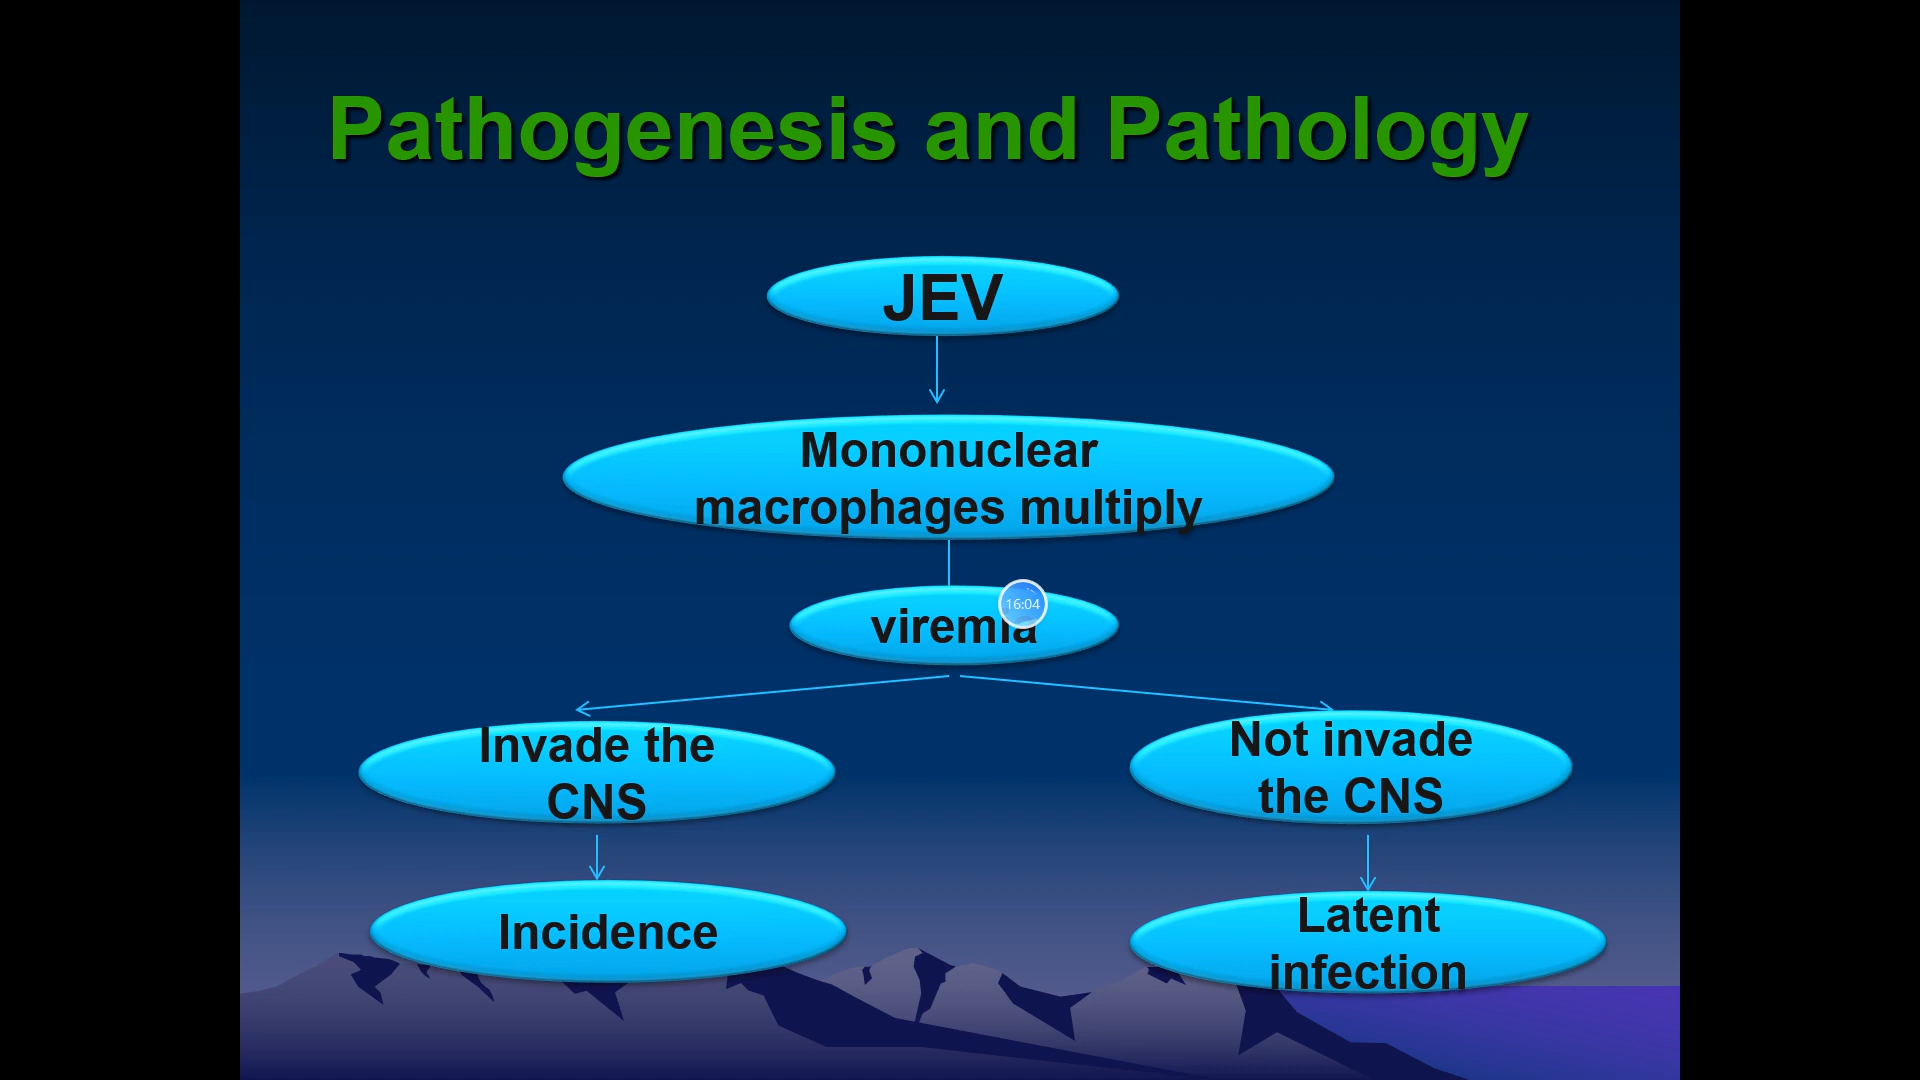 Pathogenesis and Pathology
JEV
Mononuclear
macrophages multiply
viremia
16:04
Invade the
CNS
Not invade
the CNS
Incidence
Latent
infection